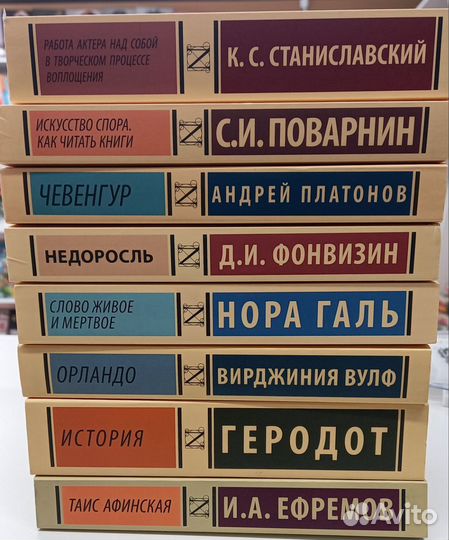 РАБОТА АКТЕРА НАД СОБОЙ
В ТВОРЧЕСКОМ ПРОЦЕССЕ
ВОПЛОЩЕНИЯ
К. С. СТАНИСЛАВСКИЙ
ИСКУССТВО СПОРА.
КАК ЧИТАТЬ КНИГИ
С.И. ПОВАРНИН
ЧЕВЕНГУР
АНДРЕЙ ПЛАТОНОВ
НЕДОРОСЛЬ
Д.И. ФОНВИЗИН
СЛОВО ЖИВОЕ
И МЕРТВОЕ
НОРА ГАЛЬ
ОРЛАНДО
ВИРДЖИНИЯ ВУЛФ
ИСТОРИЯ
ГЕРОДОТ
ТАИС АФИНСКАЯ
И.А. ЕФРЕМОВ
Avito